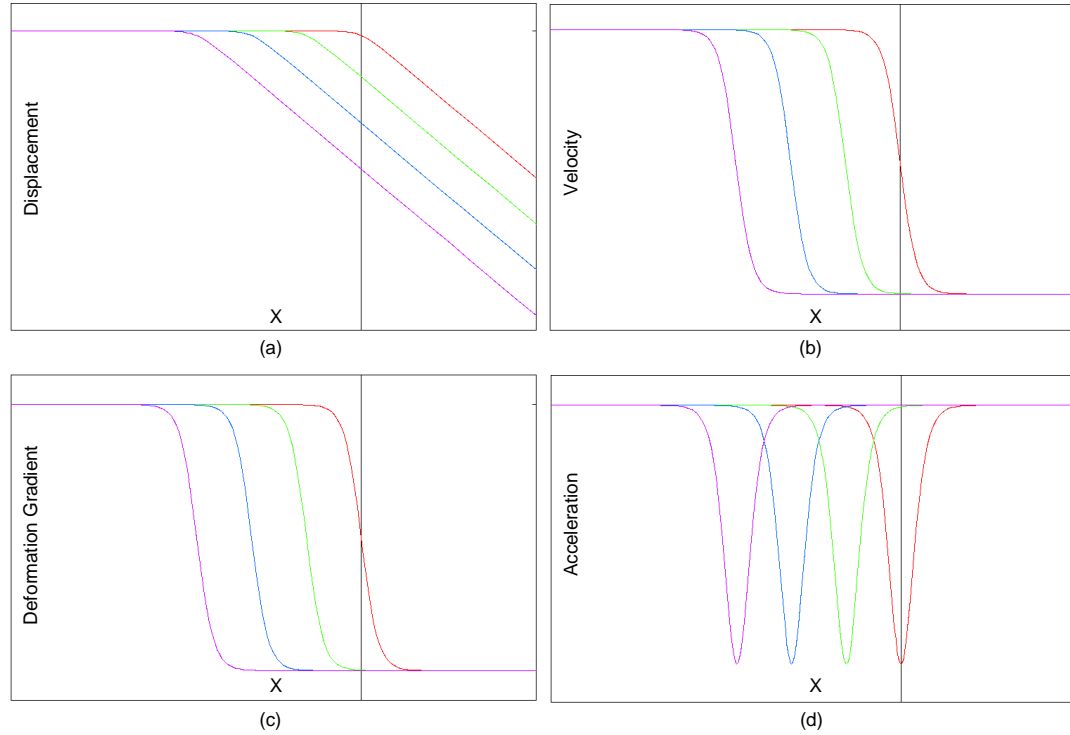 Displacement
X
(a)
Velocity
X
(b)
Deformation Gradient
X
(c)
Acceleration
X
(d)